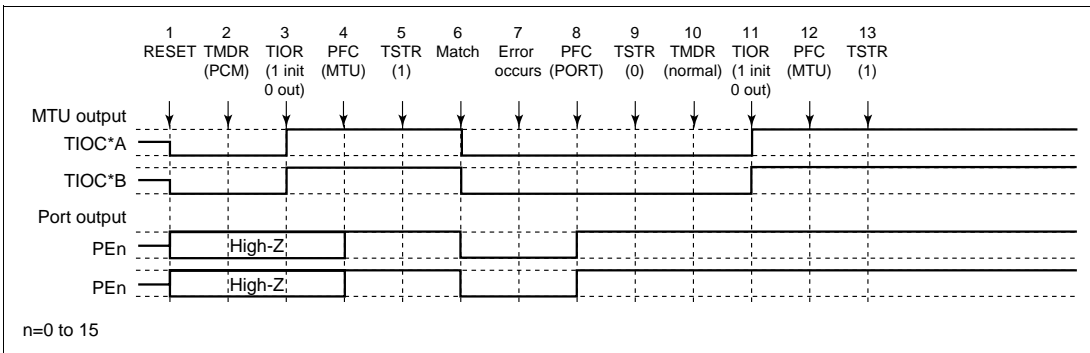 1 2 3 4 5 6 7 8 9 10 11 12 13
RESET TMDR TIOR PFC TSTR Match Error PFC TSTR TMDR TIOR PFC TSTR
(PCM) (1 init (MTU) (1) occurs (PORT) (0) (normal) (1 init (MTU) (1)
0 out) 0 out)
MTU output
TIOC*A
TIOC*B
Port output
PEn High-Z
PEn High-Z
n=0 to 15